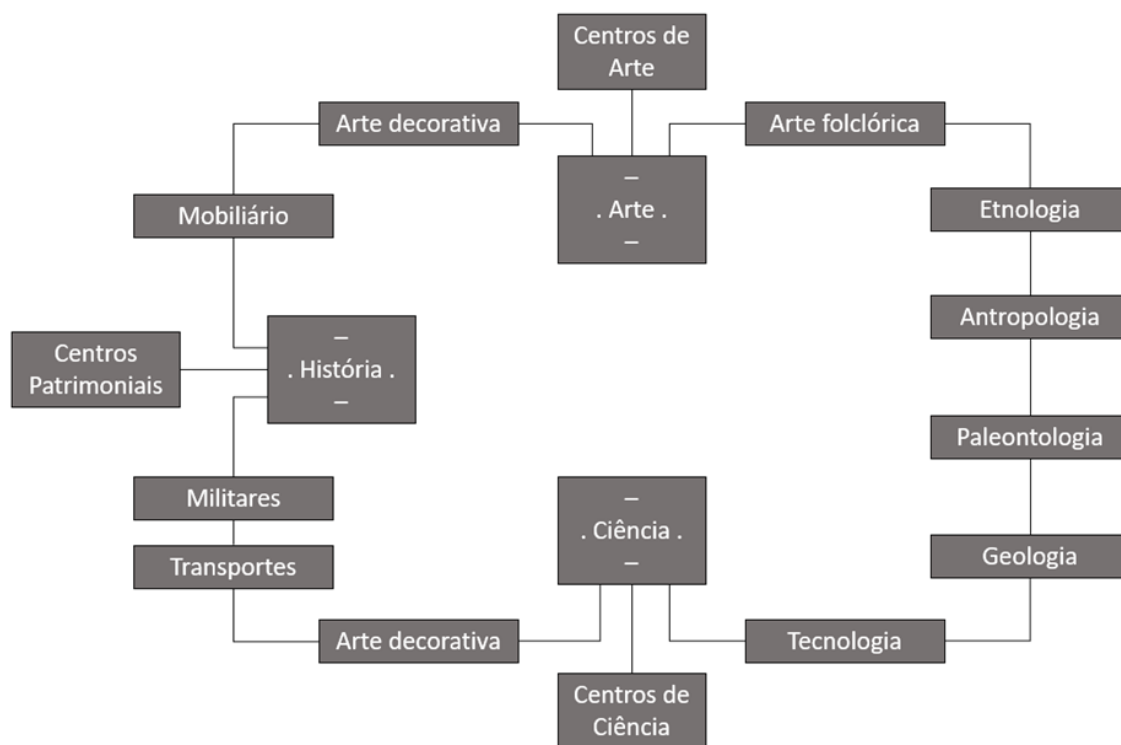 Centros de
Arte
Arte decorativa
Arte folclórica
–
. Arte .
–
Mobiliário
Etnologia
Antropologia
–
. História .
–
Centros
Patrimoniais
Paleontologia
Militares
–
. Ciência .
–
Transportes
Geologia
Arte decorativa
Tecnologia
Centros de
Ciência